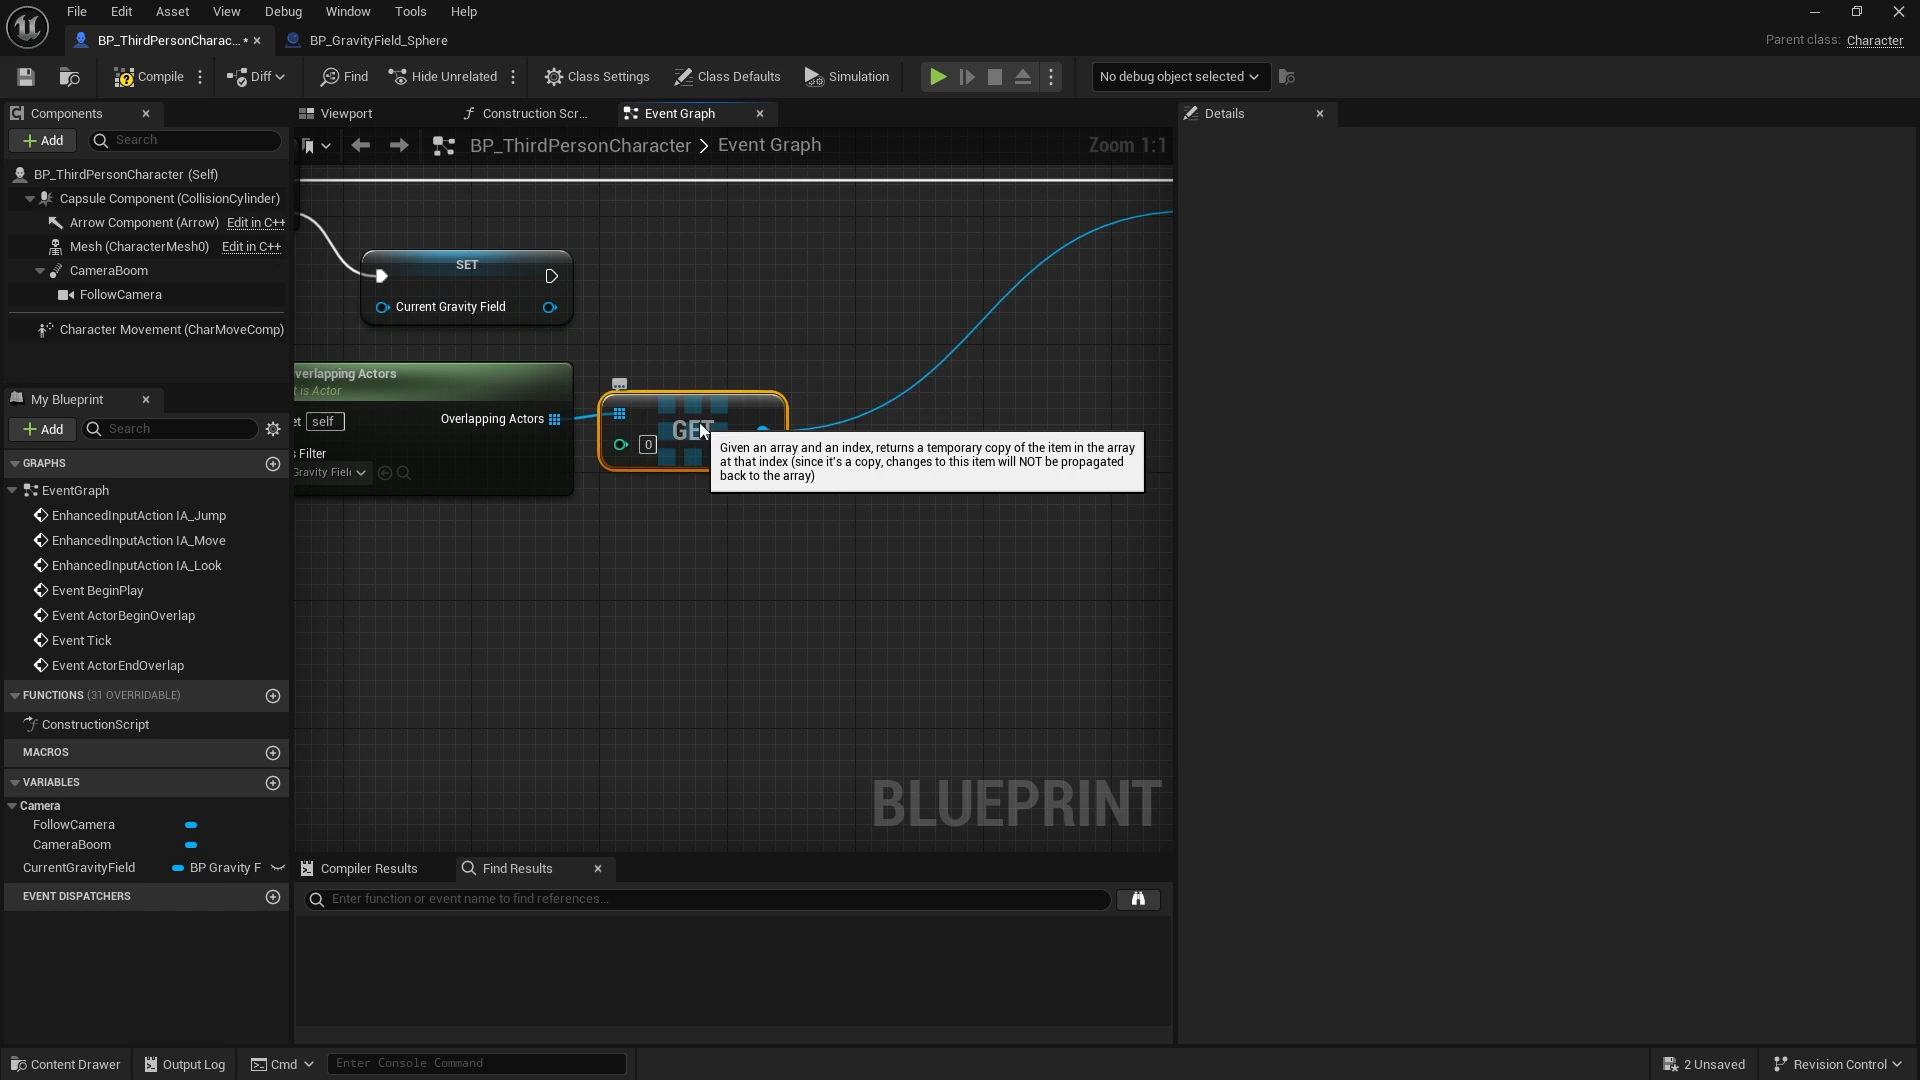 File Edit Asset View Debug Window Tools Help
BP_ThirdPersonCharac... •
BP_GravityField_Sphere
Parent class: Character
Compile
Diff
Find
Hide Unrelated
Class Settings
Class Defaults
Simulation
No debug object selected
Components
Add
Search
BP_ThirdPersonCharacter (Self)
Capsule Component (CollisionCylinder)
Arrow Component (Arrow) Edit in C++
Mesh (CharacterMesh0) Edit in C++
CameraBoom
FollowCamera
Character Movement (CharMoveComp)
My Blueprint
Add
Search
GRAPHS
EventGraph
EnhancedInputAction IA_Jump
EnhancedInputAction IA_Move
EnhancedInputAction IA_Look
Event BeginPlay
Event ActorBeginOverlap
Event Tick
Event ActorEndOverlap
FUNCTIONS (31 OVERRIDABLE)
ConstructionScript
MACROS
VARIABLES
Camera
FollowCamera
CameraBoom
CurrentGravityField BP Gravity F
EVENT DISPATCHERS
Viewport
Construction Scr...
Event Graph
BP_ThirdPersonCharacter > Event Graph
Zoom 1:1
SET
Current Gravity Field
verlapping Actors
t is Actor
et self
Overlapping Actors
s Filter
Gravity Fiel
0
GET
Given an array and an index, returns a temporary copy of the item in the array
at that index (since it's a copy, changes to this item will NOT be propagated
back to the array)
BLUEPRINT
Compiler Results
Find Results
Enter function or event name to find references...
Details
Content Drawer
Output Log
Cmd
Enter Console Command
2 Unsaved
Revision Control